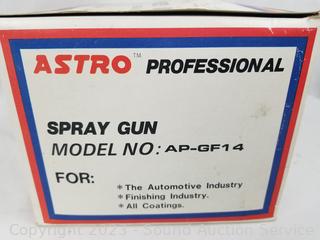 ASTRO™ PROFESSIONAL
SPRAY GUN
MODEL NO: AP-GF14
FOR:
* The Automotive Industry
* Finishing Industry.
* All Coatings.
Copyright 2023 - Sound Auction Service